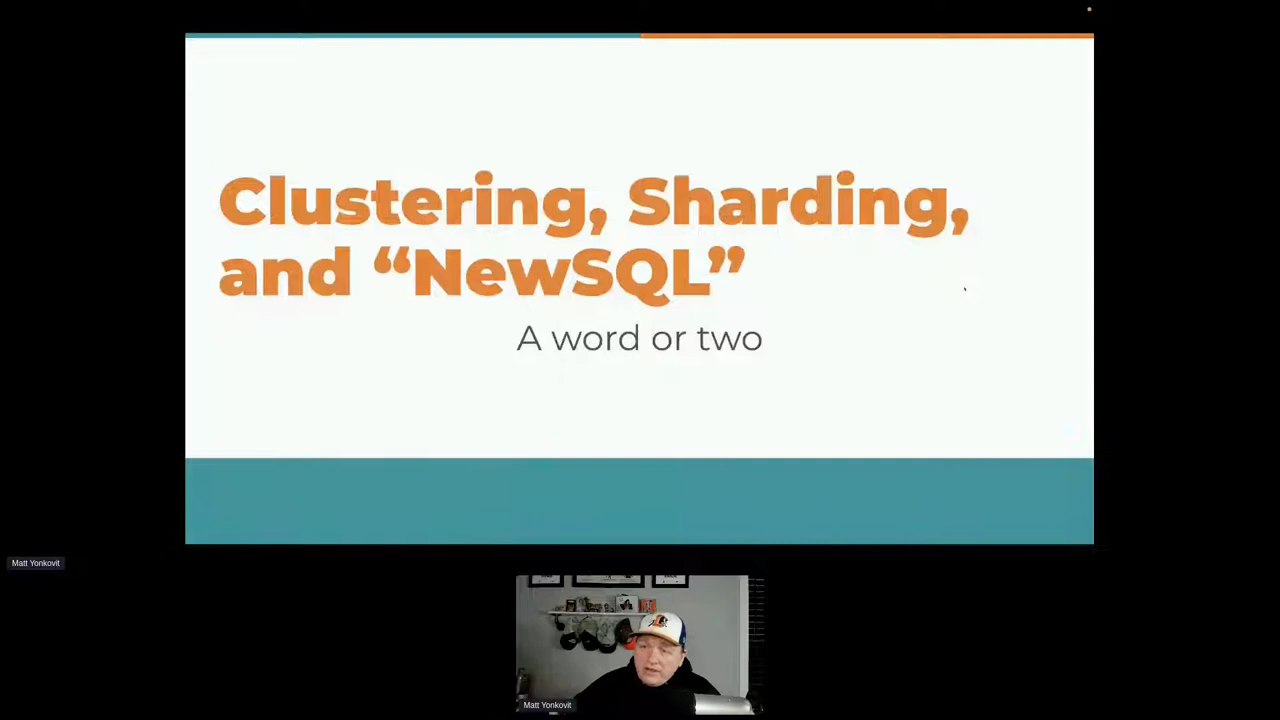 Clustering, Sharding,
and “NewSQL”
A word or two
Matt Yonkovit
Matt Yonkovit